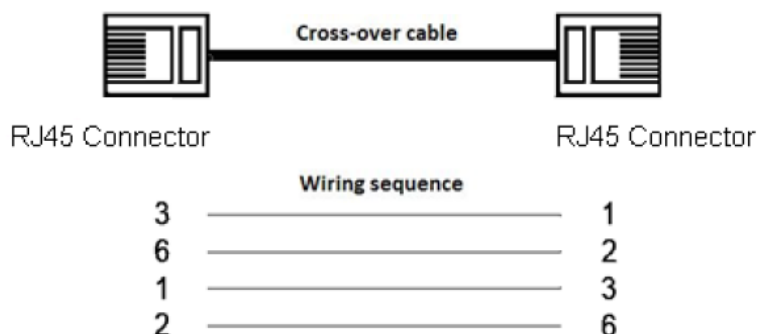 Cross-over cable
RJ45 Connector RJ45 Connector
Wiring sequence
3 1
6 2
1 3
2 6